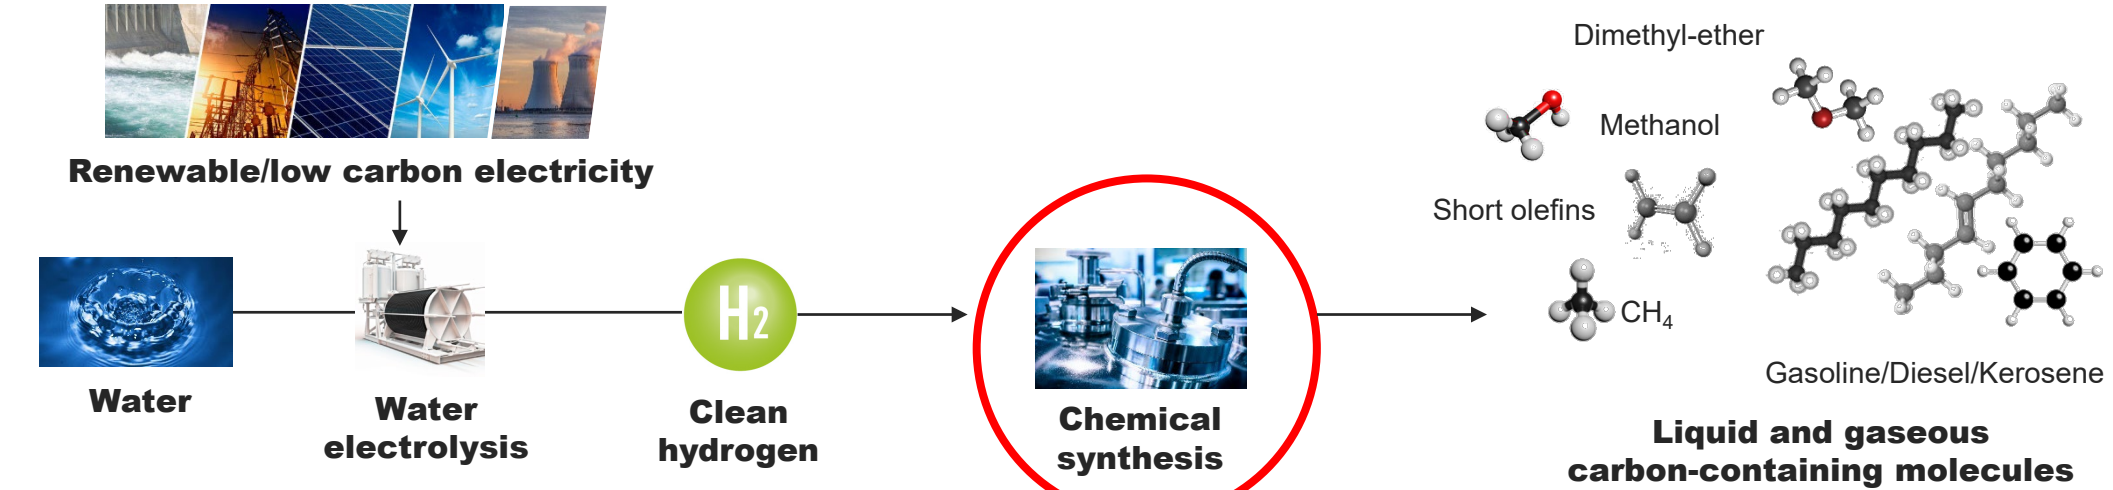 Renewable/low carbon electricity
Water
Water
electrolysis
H2
Clean
hydrogen
Chemical
synthesis
Dimethyl-ether
Methanol
Short olefins
CH₄
Gasoline/Diesel/Kerosene
Liquid and gaseous
carbon-containing molecules